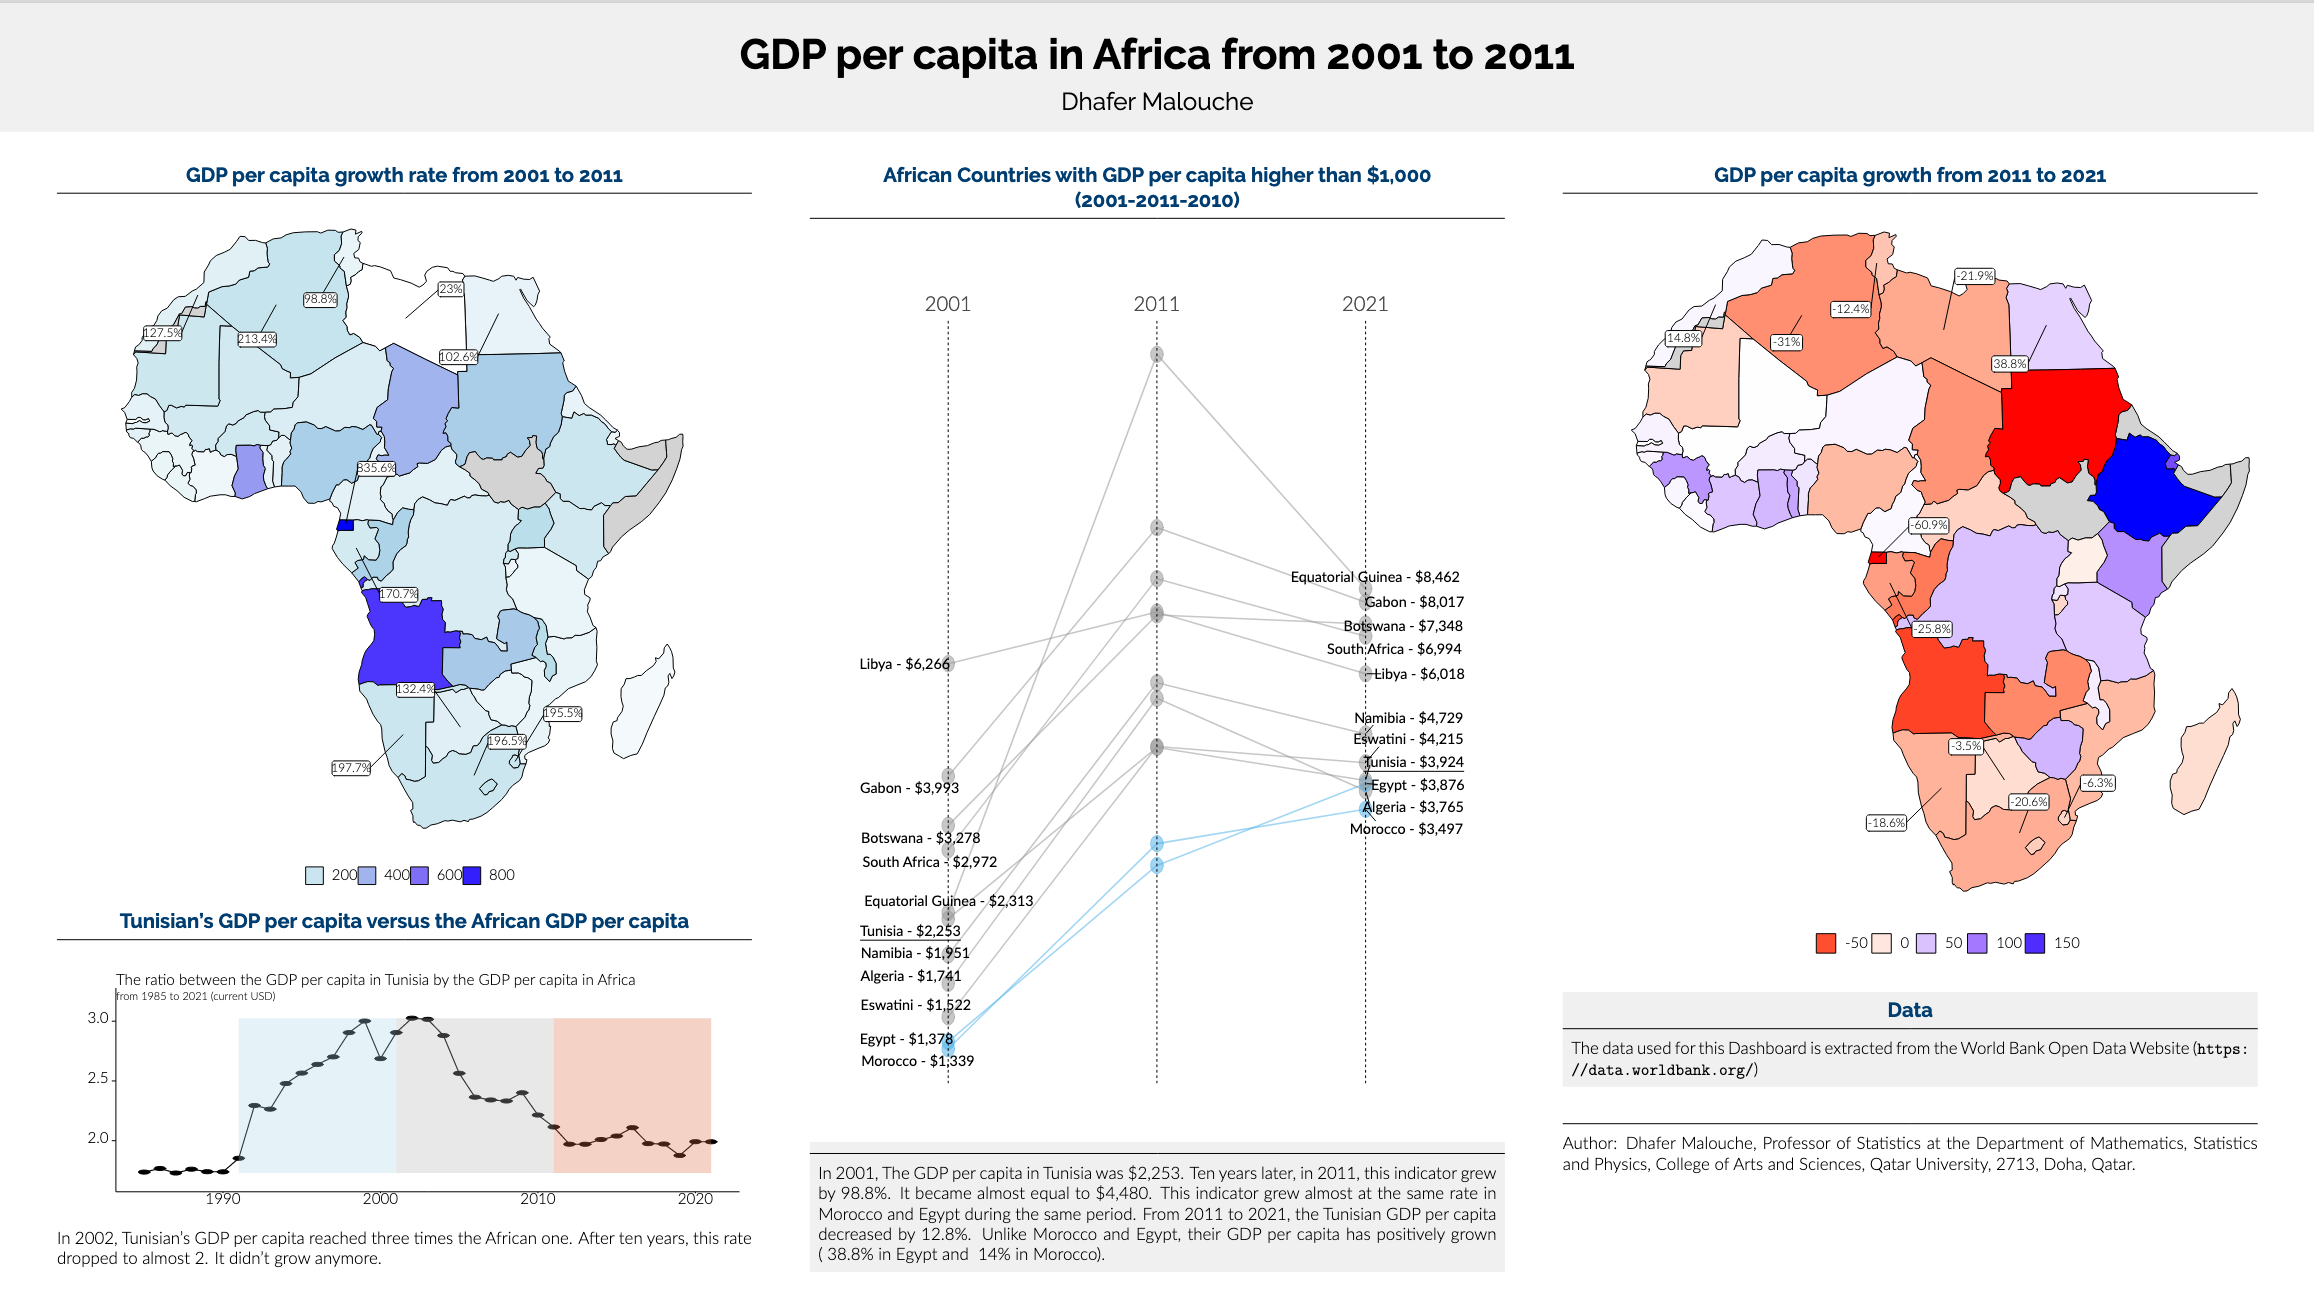 GDP per capita in Africa from 2001 to 2011
Dhafer Malouche
GDP per capita growth rate from 2001 to 2011
98.8%
23%
127.5%
213.4%
102.6%
835.6%
170.7%
132.4%
195.5%
196.5%
197.7%
200 400 600 800
Tunisian's GDP per capita versus the African GDP per capita
The ratio between the GDP per capita in Tunisia by the GDP per capita in Africa
from 1985 to 2021 (current USD)
3.0
2.5
2.0
1990 2000 2010 2020
In 2002, Tunisian's GDP per capita reached three times the African one. After ten years, this rate
dropped to almost 2. It didn't grow anymore.
African Countries with GDP per capita higher than $1,000
(2001-2011-2010)
2001 2011 2021
Libya - $6,266
Gabon - $3,993
Botswana - $3,278
South Africa - $2,972
Equatorial Guinea - $2,313
Tunisia - $2,253
Namibia - $1,951
Algeria - $1,741
Eswatini - $1,522
Egypt - $1,378
Morocco - $1,339
Equatorial Guinea - $8,462
Gabon - $8,017
Botswana - $7,348
South Africa - $6,994
Libya - $6,018
Namibia - $4,729
Eswatini - $4,215
Tunisia - $3,924
Egypt - $3,876
Algeria - $3,765
Morocco - $3,497
In 2001, The GDP per capita in Tunisia was $2,253. Ten years later, in 2011, this indicator grew
by 98.8%. It became almost equal to $4,480. This indicator grew almost at the same rate in
Morocco and Egypt during the same period. From 2011 to 2021, the Tunisian GDP per capita
decreased by 12.8%. Unlike Morocco and Egypt, their GDP per capita has positively grown
( 38.8% in Egypt and 14% in Morocco).
GDP per capita growth from 2011 to 2021
-21.9%
-12.4%
14.8%
-31%
38.8%
-60.9%
-25.8%
-3.5%
-6.3%
-20.6%
-18.6%
-50 0 50 100 150
Data
The data used for this Dashboard is extracted from the World Bank Open Data Website (https:
//data.worldbank.org/)
Author: Dhafer Malouche, Professor of Statistics at the Department of Mathematics, Statistics
and Physics, College of Arts and Sciences, Qatar University, 2713, Doha, Qatar.